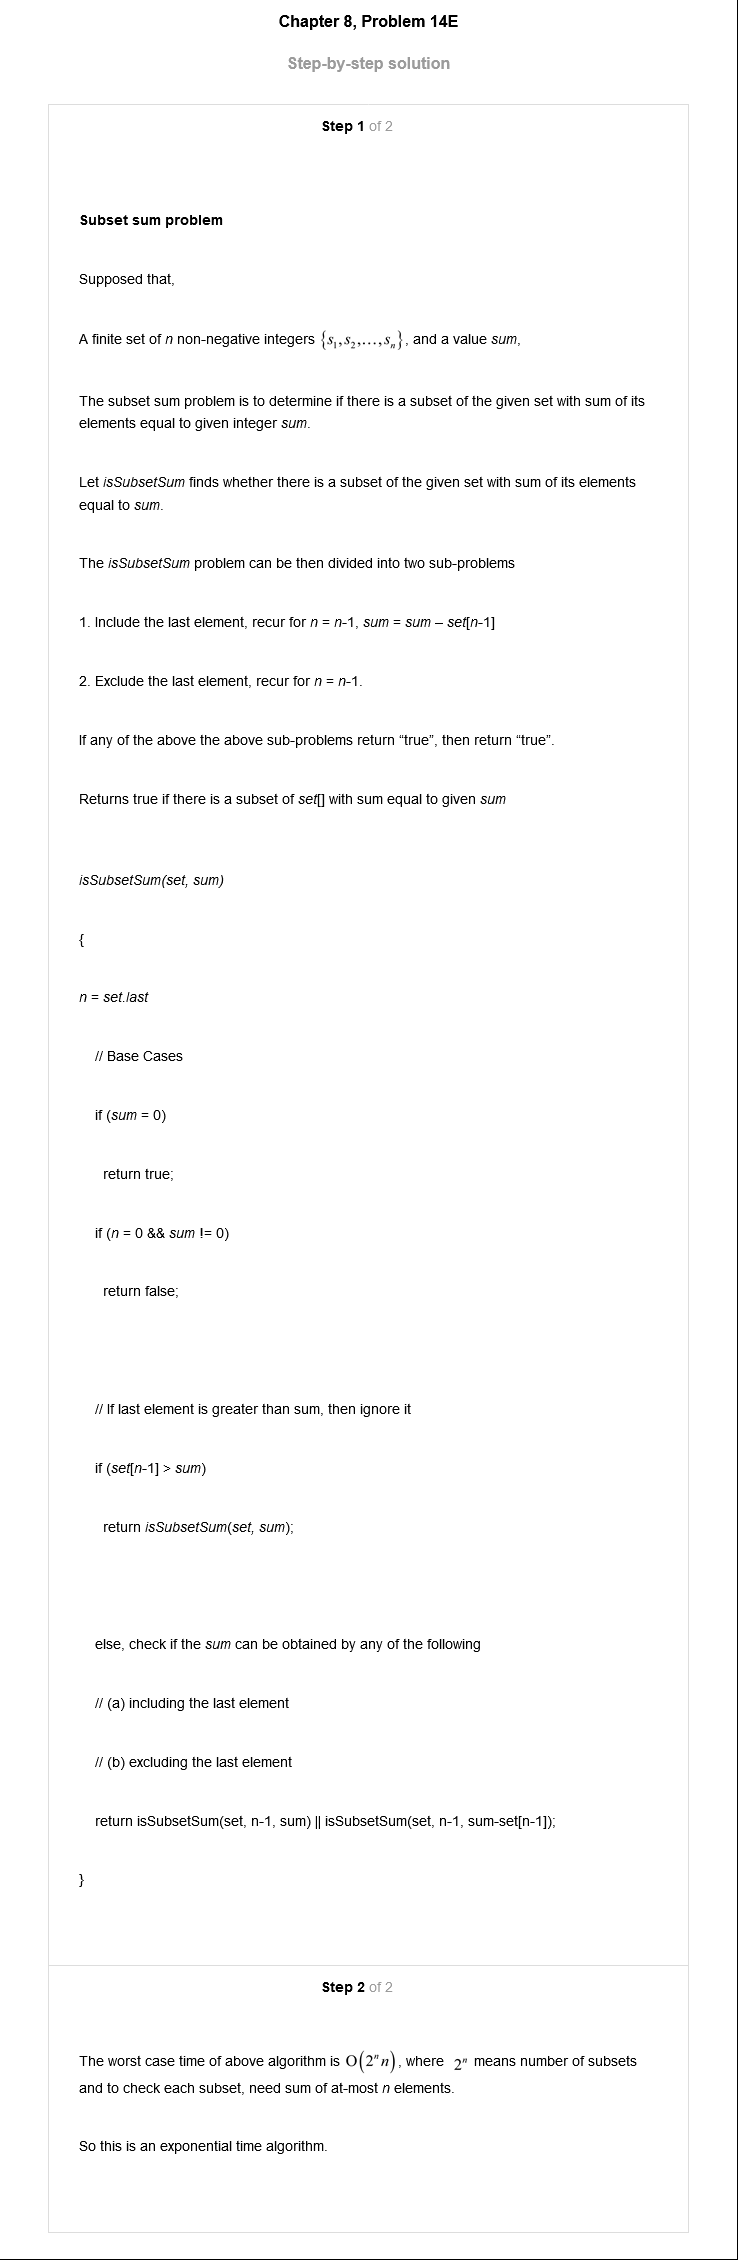 Chapter 8, Problem 14E
Step-by-step solution
Step 1 of 2
Subset sum problem
Supposed that,
A finite set of n non-negative integers {s₁,s₂,...,sₙ}, and a value sum,
The subset sum problem is to determine if there is a subset of the given set with sum of its
elements equal to given integer sum.
Let isSubsetSum finds whether there is a subset of the given set with sum of its elements
equal to sum.
The isSubsetSum problem can be then divided into two sub-problems
1. Include the last element, recur for n = n-1, sum = sum – set[n-1]
2. Exclude the last element, recur for n = n-1.
If any of the above the above sub-problems return “true”, then return “true”.
Returns true if there is a subset of set[] with sum equal to given sum
isSubsetSum(set, sum)
{
n = set.last
// Base Cases
if (sum = 0)
return true;
if (n = 0 && sum != 0)
return false;
// If last element is greater than sum, then ignore it
if (set[n-1] > sum)
return isSubsetSum(set, sum);
else, check if the sum can be obtained by any of the following
// (a) including the last element
// (b) excluding the last element
return isSubsetSum(set, n-1, sum) || isSubsetSum(set, n-1, sum-set[n-1]);
}
Step 2 of 2
The worst case time of above algorithm is O(2ⁿn), where 2ⁿ means number of subsets
and to check each subset, need sum of at-most n elements.
So this is an exponential time algorithm.